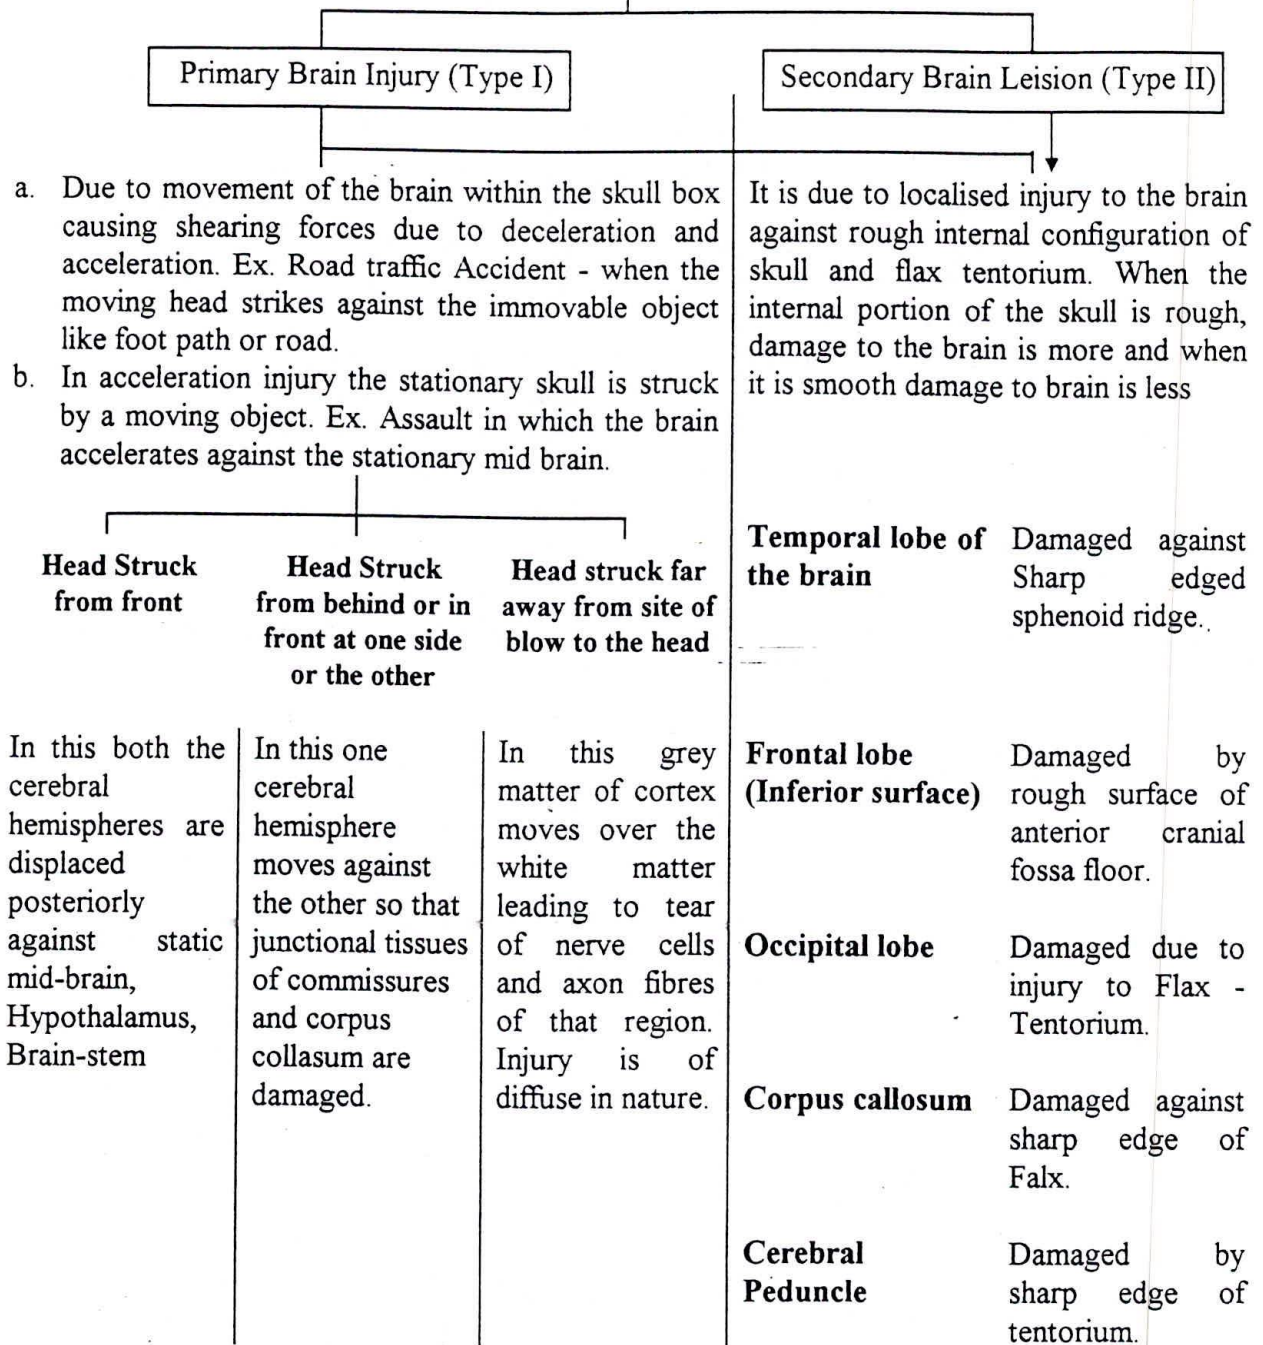 Primary Brain Injury (Type I)
Secondary Brain Leision (Type II)
a. Due to movement of the brain within the skull box
causing shearing forces due to deceleration and
acceleration. Ex. Road traffic Accident - when the
moving head strikes against the immovable object
like foot path or road.
b. In acceleration injury the stationary skull is struck
by a moving object. Ex. Assault in which the brain
accelerates against the stationary mid brain.
Head Struck
from front
Head Struck
from behind or in
front at one side
or the other
Head struck far
away from site of
blow to the head
In this both the
cerebral
hemispheres are
displaced
posteriorly
against static
mid-brain,
Hypothalamus,
Brain-stem
In this one
cerebral
hemisphere
moves against
the other so that
junctional tissues
of commissures
and corpus
collasum are
damaged.
In this grey
matter of cortex
moves over the
white matter
leading to tear
of nerve cells
and axon fibres
of that region.
Injury is of
diffuse in nature.
It is due to localised injury to the brain
against rough internal configuration of
skull and flax tentorium. When the
internal portion of the skull is rough,
damage to the brain is more and when
it is smooth damage to brain is less
Temporal lobe of
the brain
Damaged against
Sharp edged
sphenoid ridge.
Frontal lobe
(Inferior surface)
Damaged by
rough surface of
anterior cranial
fossa floor.
Occipital lobe
Damaged due to
injury to Flax -
Tentorium.
Corpus callosum
Damaged against
sharp edge of
Falx.
Cerebral
Peduncle
Damaged by
sharp edge of
tentorium.